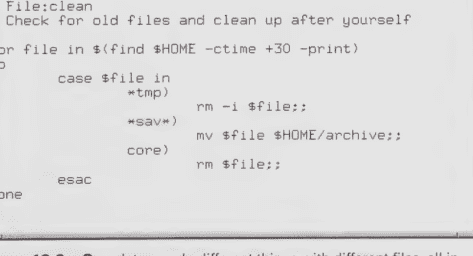 File:clean
Check for old files and clean up after yourself
or file in $(find $HOME -ctime +30 -print)
o
case $file in
*tmp)
rm -i $file;;
*sav*)
mv $file $HOME/archive;;
core)
rm $file;;
esac
one